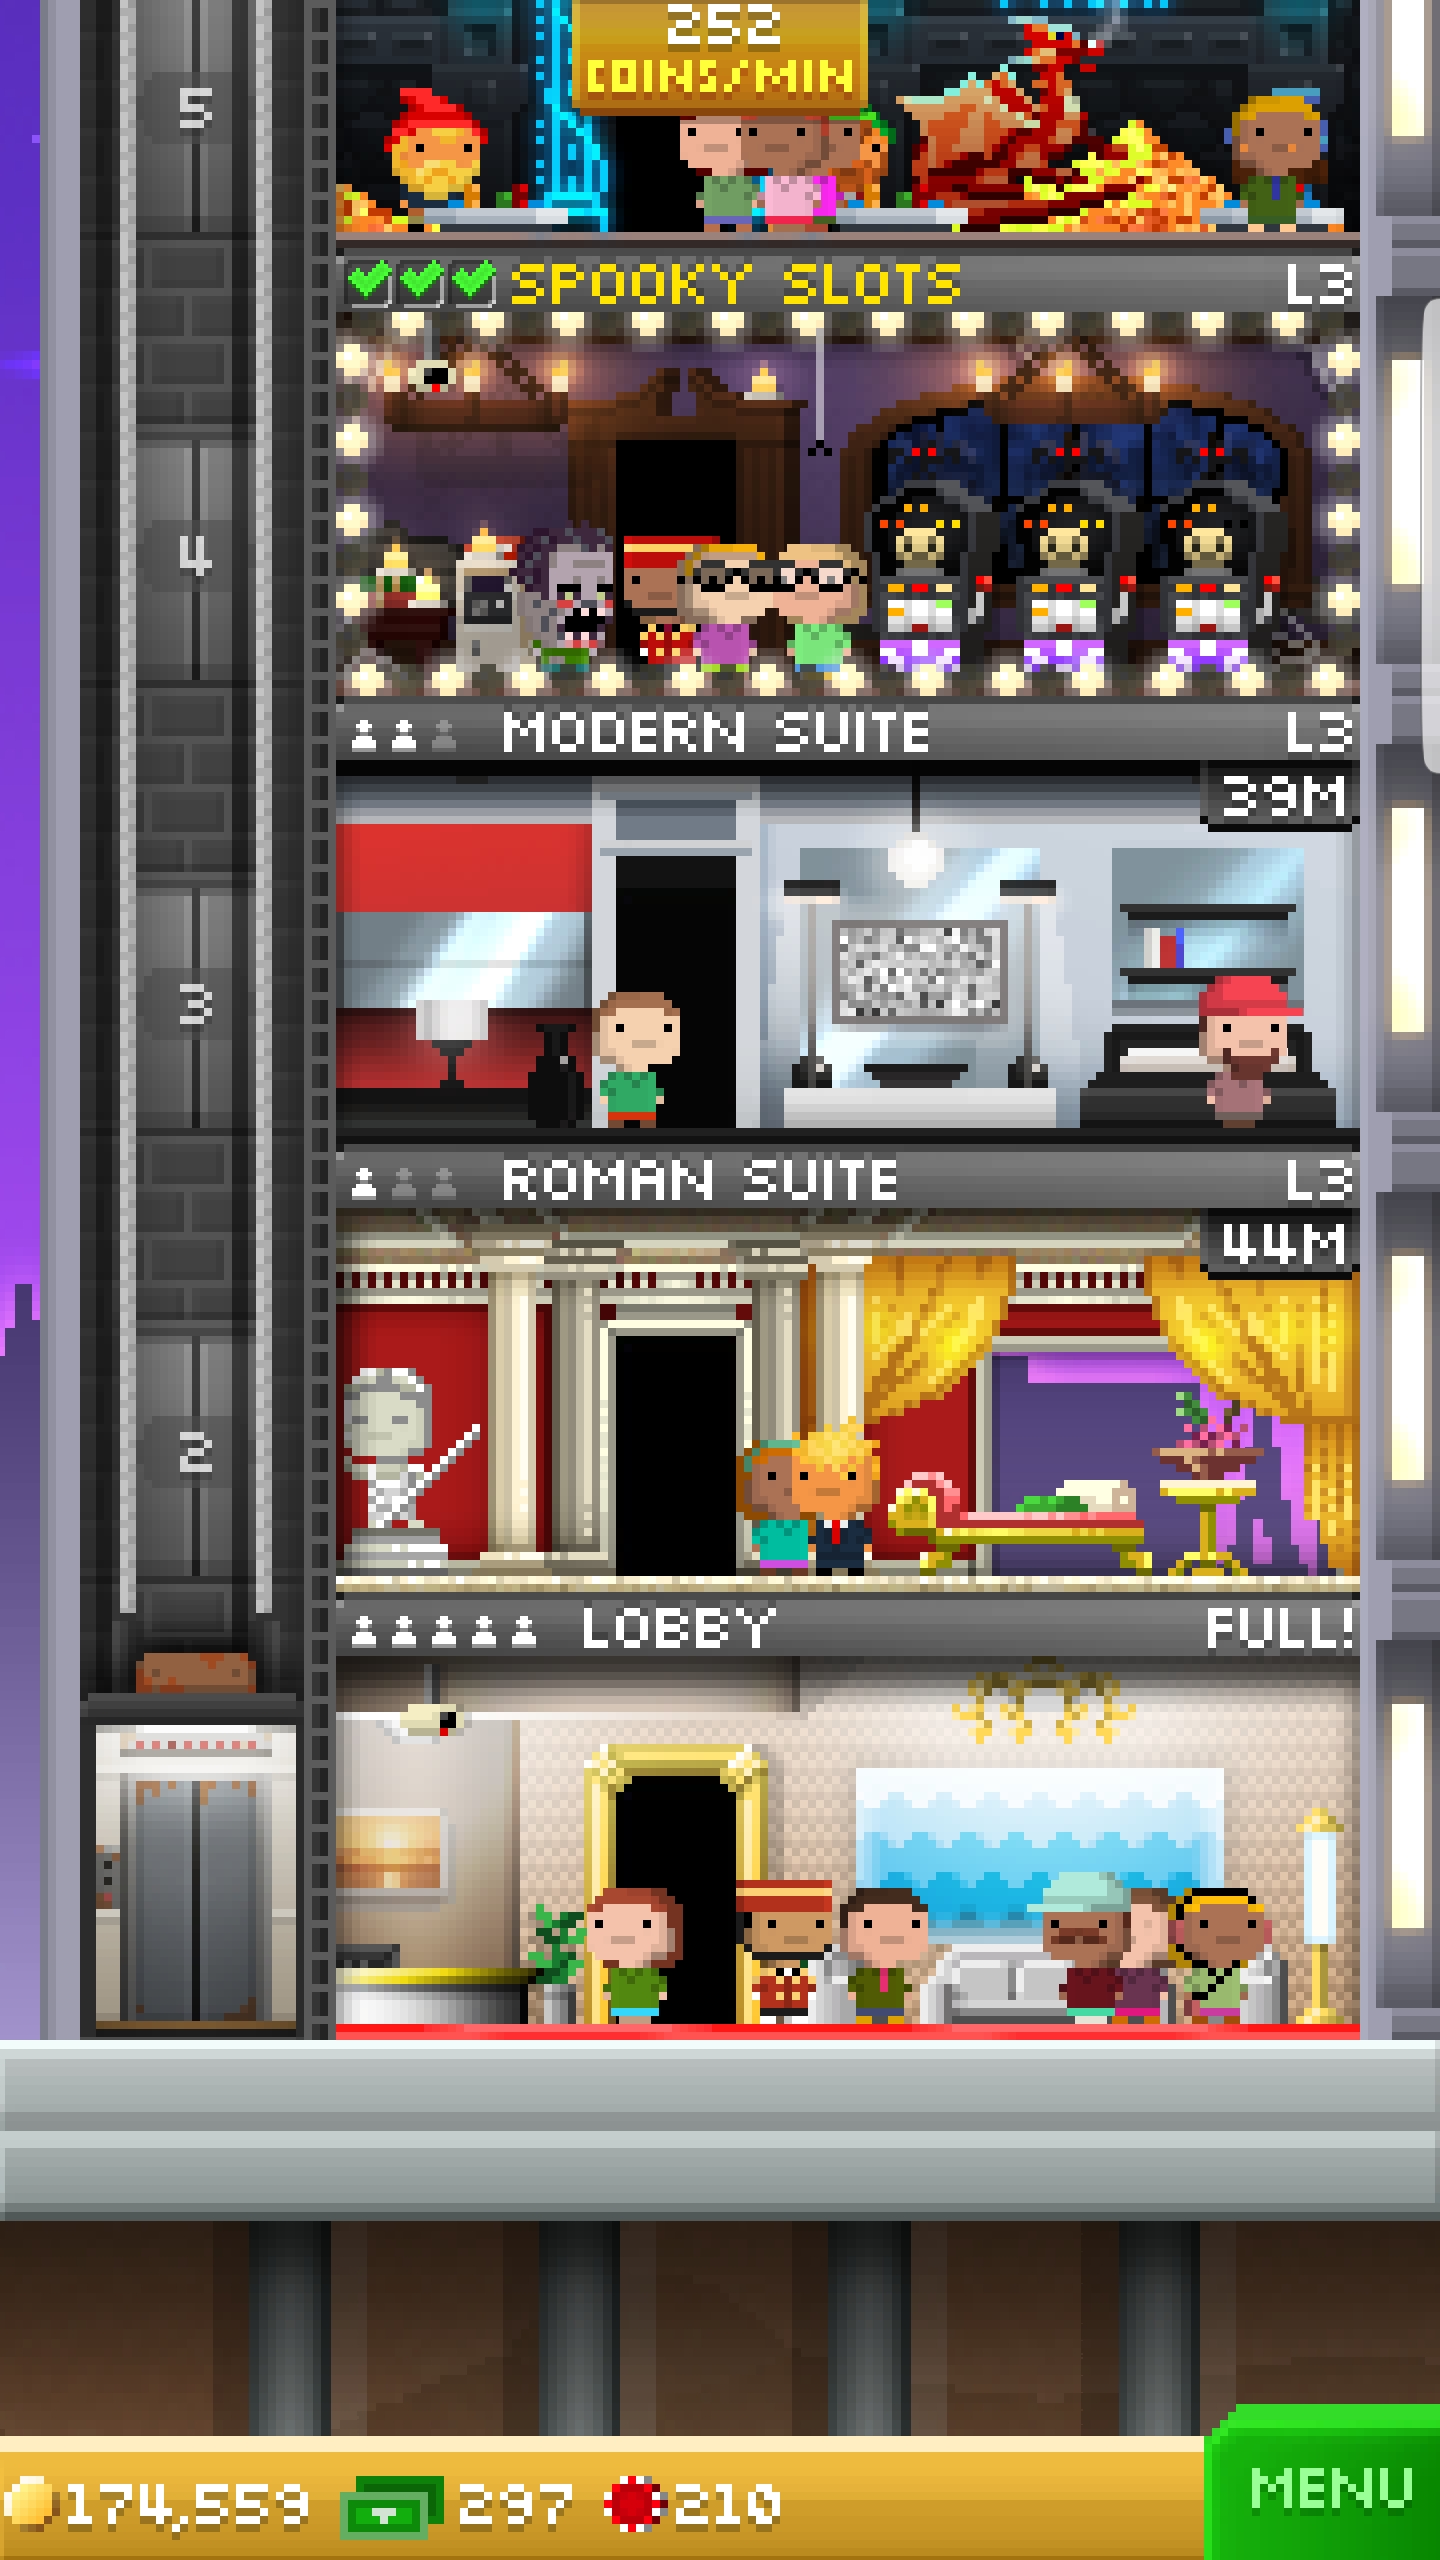 252
COINS/MIN
5
SPOOKY SLOTS L3
4
MODERN SUITE L3
39M
3
ROMAN SUITE L3
44M
2
LOBBY FULL!
174,559 297 210 MENU